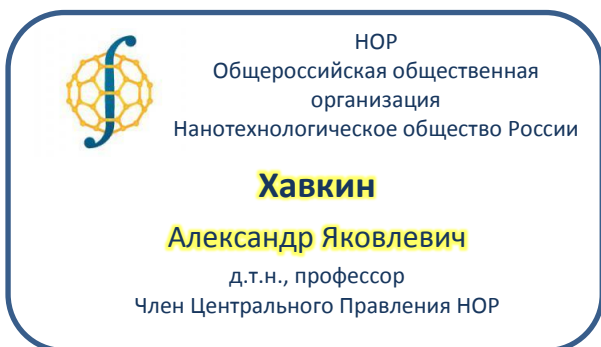 НОР
Общероссийская общественная
организация
Нанотехнологическое общество России
Хавкин
Александр Яковлевич
д.т.н., профессор
Член Центрального Правления НОР